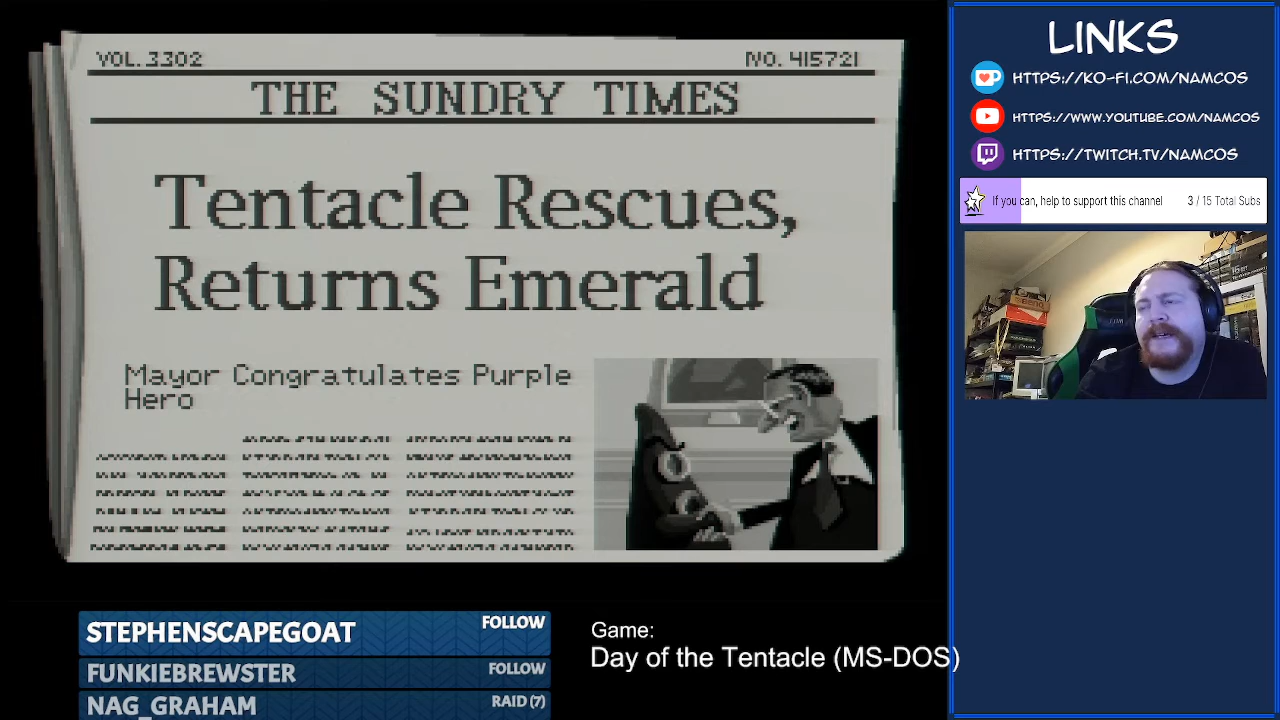 VOL. 3302
NO. 415721
THE SUNDRY TIMES
Tentacle Rescues,
Returns Emerald
Mayor Congratulates Purple
Hero
LINKS
HTTPS://KO-FI.COM/NAMCOS
HTTPS://WWW.YOUTUBE.COM/NAMCOS
HTTPS://TWITCH.TV/NAMCOS
If you can, help to support this channel
3 / 15 Total Subs
STEPHENSCAPEGOAT FOLLOW
FUNKIEBREWSTER FOLLOW
NAG_GRAHAM RAID (7)
Game:
Day of the Tentacle (MS-DOS)